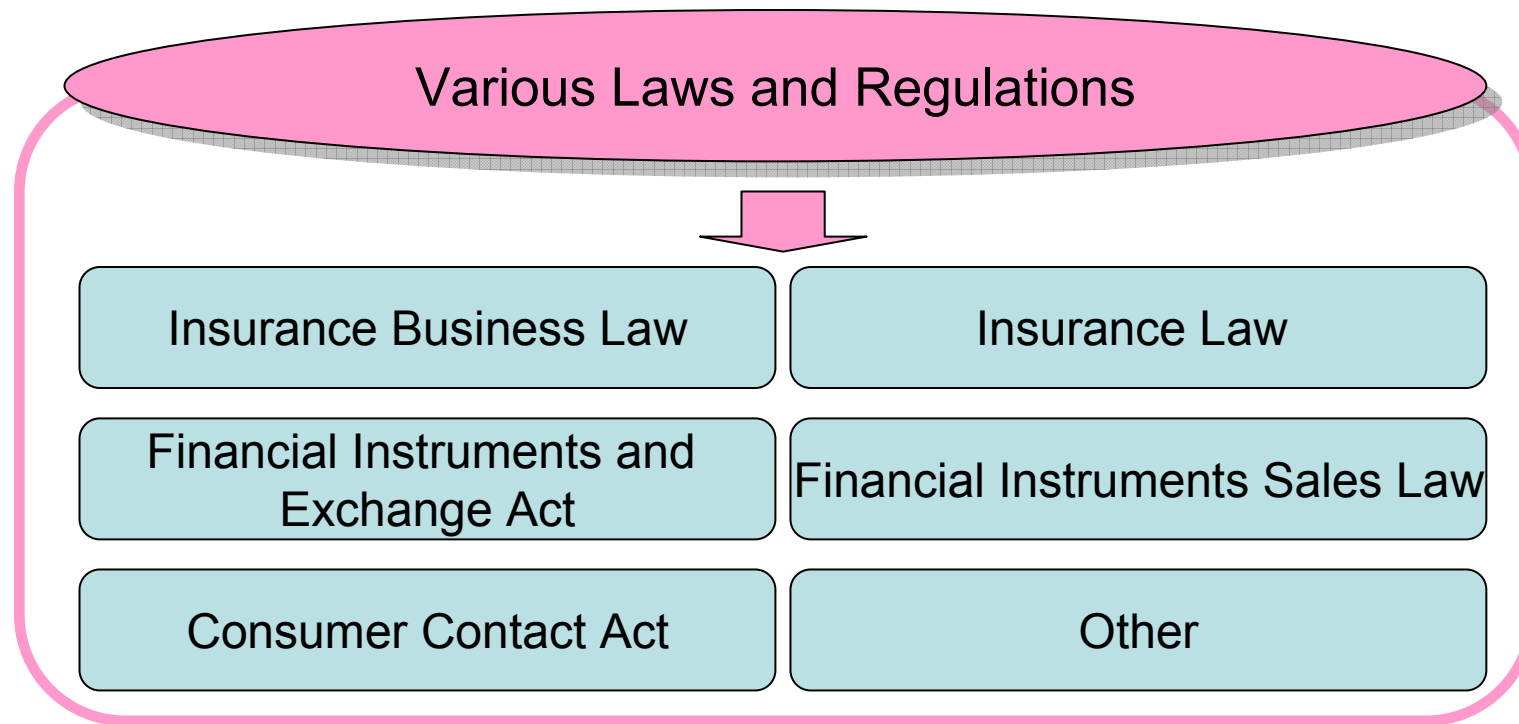 Various Laws and Regulations
Insurance Business Law
Insurance Law
Financial Instruments and
Exchange Act
Financial Instruments Sales Law
Consumer Contact Act
Other